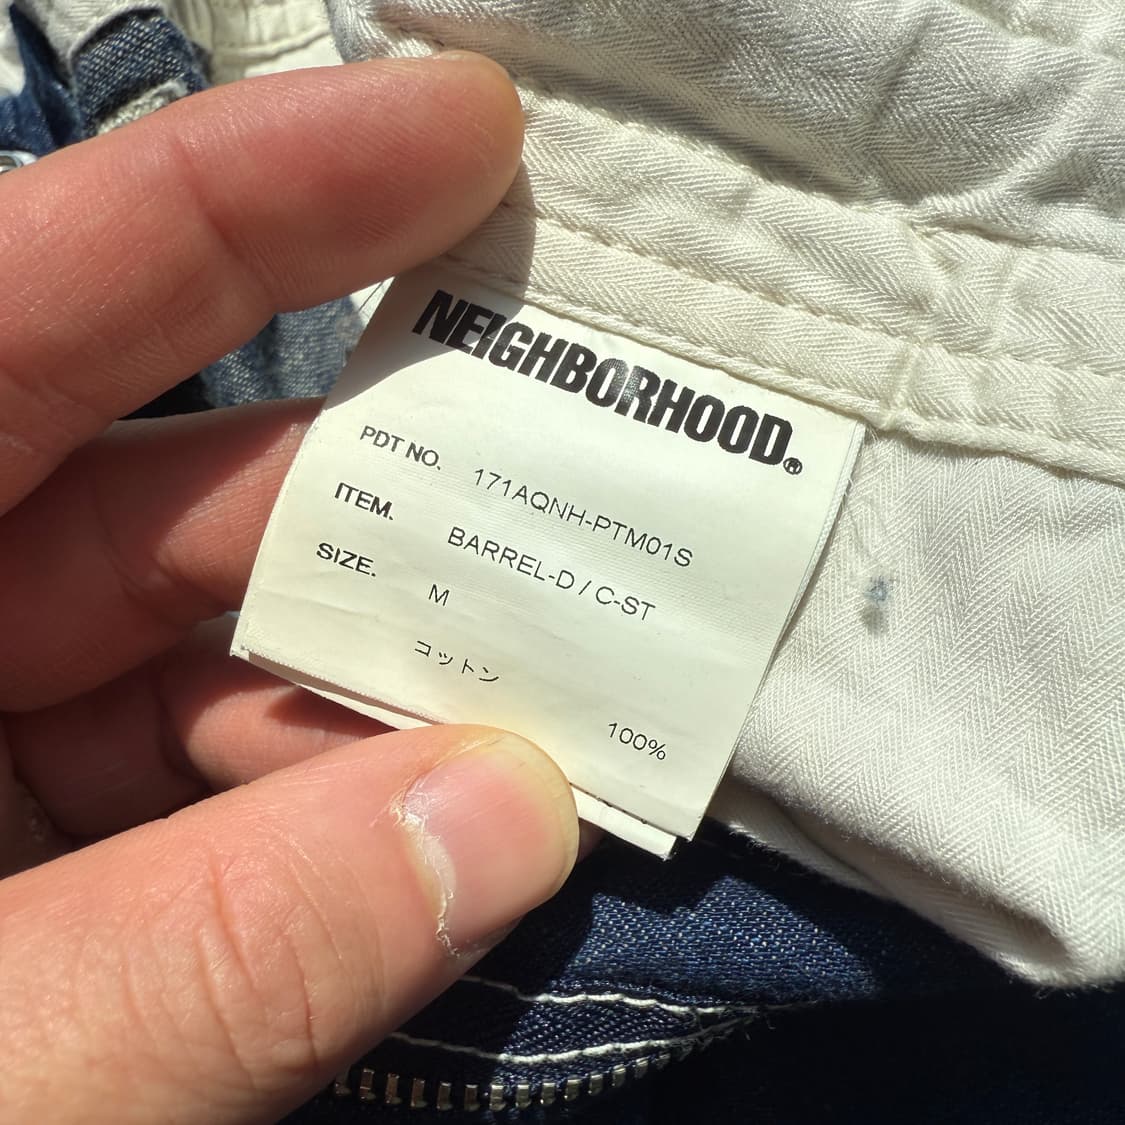 NEIGHBORHOOD.®
PDT NO. 171AQNH-PTM01S
ITEM. BARREL-D / C-ST
SIZE. M
コットン 100%